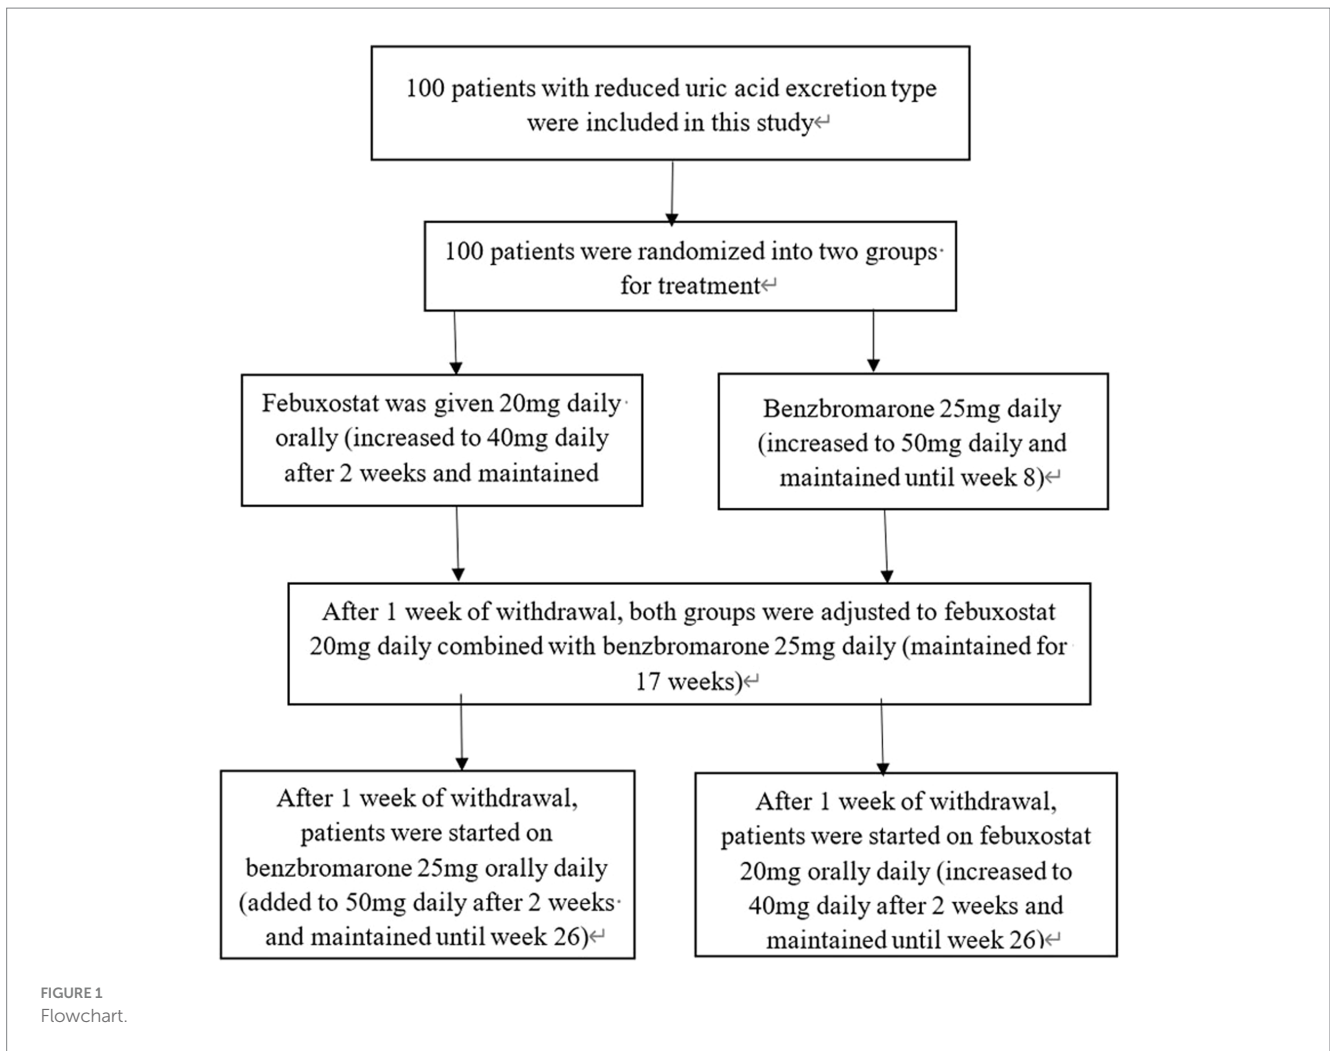 100 patients with reduced uric acid excretion type
were included in this study↵
100 patients were randomized into two groups·
for treatment↵
Febuxostat was given 20mg daily·
orally (increased to 40mg daily
after 2 weeks and maintained
Benzbromarone 25mg daily
(increased to 50mg daily and
maintained until week 8)↵
After 1 week of withdrawal, both groups were adjusted to febuxostat
20mg daily combined with benzbromarone 25mg daily (maintained for·
17 weeks)↵
After 1 week of withdrawal,
patients were started on
benzbromarone 25mg orally daily
(added to 50mg daily after 2 weeks·
and maintained until week 26)↵
After 1 week of withdrawal,
patients were started on febuxostat
20mg orally daily (increased to
40mg daily after 2 weeks and
maintained until week 26)↵
FIGURE 1
Flowchart.